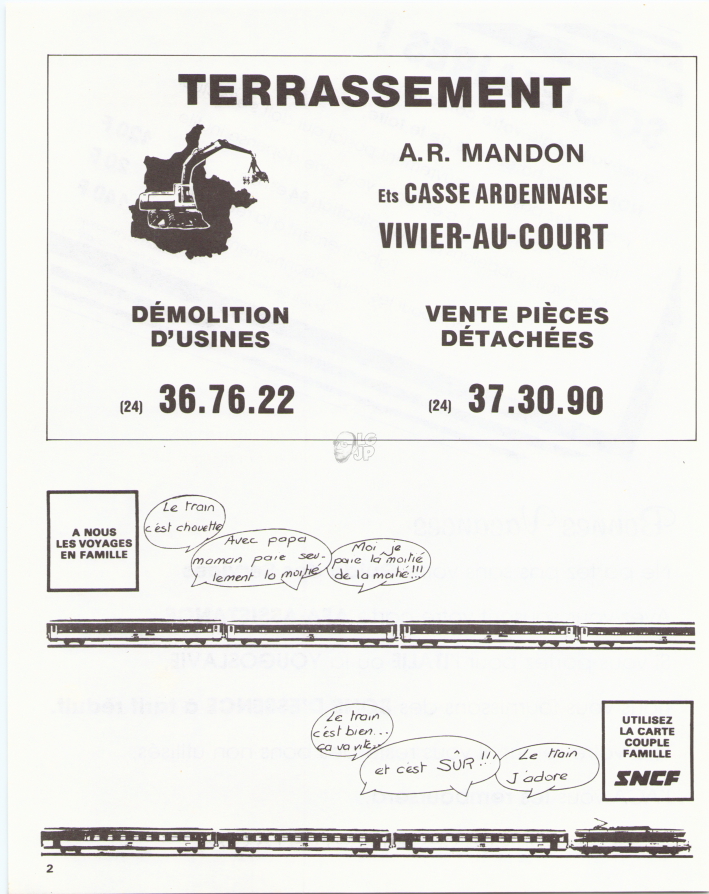 TERRASSEMENT
A.R. MANDON
Ets CASSE ARDENNAISE
VIVIER-AU-COURT
DÉMOLITION
D'USINES
(24) 36.76.22
VENTE PIÈCES
DÉTACHÉES
(24) 37.30.90
LG
JP
A NOUS
LES VOYAGES
EN FAMILLE
Le train
c'est chouette
Avec papa
maman paie seu-
lement la moitié
Moi je
paie la moitié
de la moitié!!!
Le train
c'est bien...
ça va vite...
et c'est SÛR!!!
Le train
J'adore
UTILISEZ
LA CARTE
COUPLE
FAMILLE
SNCF
2